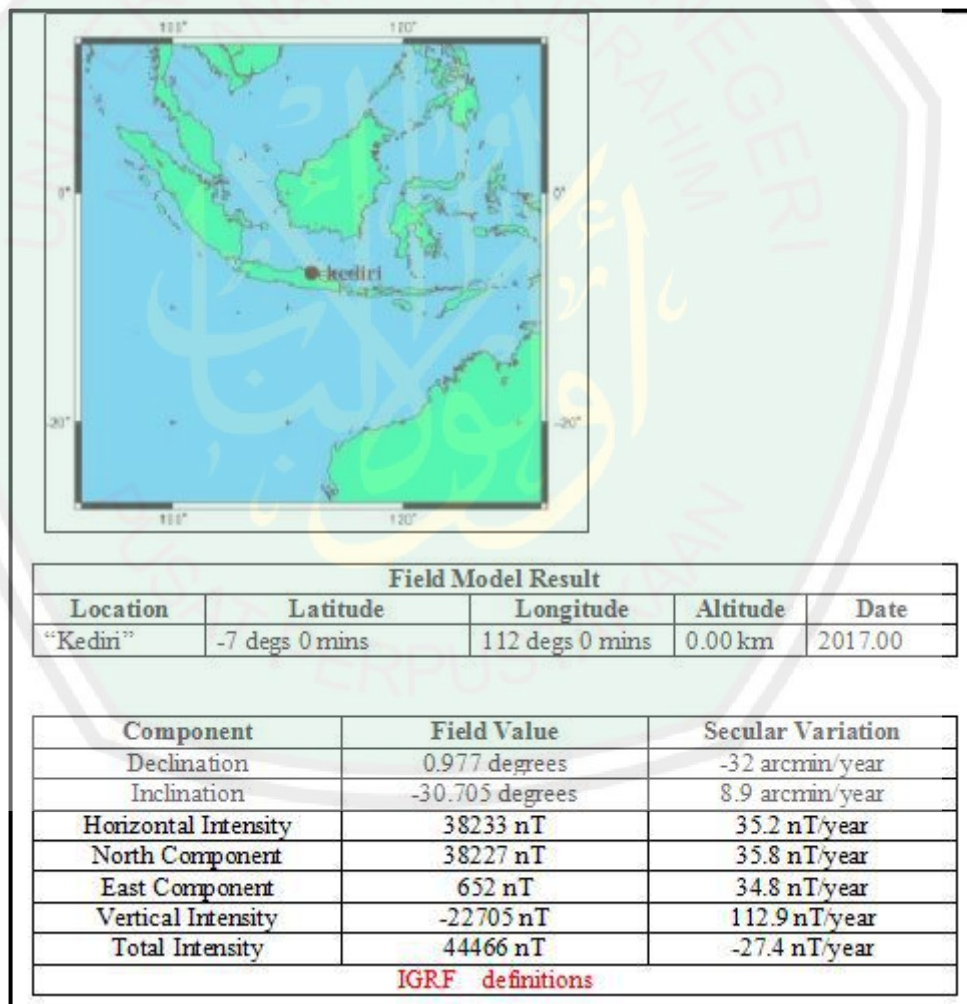 100° 120°
0° 0°
kediri
-20° -20°
100° 120°
Field Model Result
Location Latitude Longitude Altitude Date
“Kediri” -7 degs 0 mins 112 degs 0 mins 0.00 km 2017.00
Component Field Value Secular Variation
Declination 0.977 degrees -32 arcmin/year
Inclination -30.705 degrees 8.9 arcmin/year
Horizontal Intensity 38233 nT 35.2 nT/year
North Component 38227 nT 35.8 nT/year
East Component 652 nT 34.8 nT/year
Vertical Intensity -22705 nT 112.9 nT/year
Total Intensity 44466 nT -27.4 nT/year
IGRF definitions